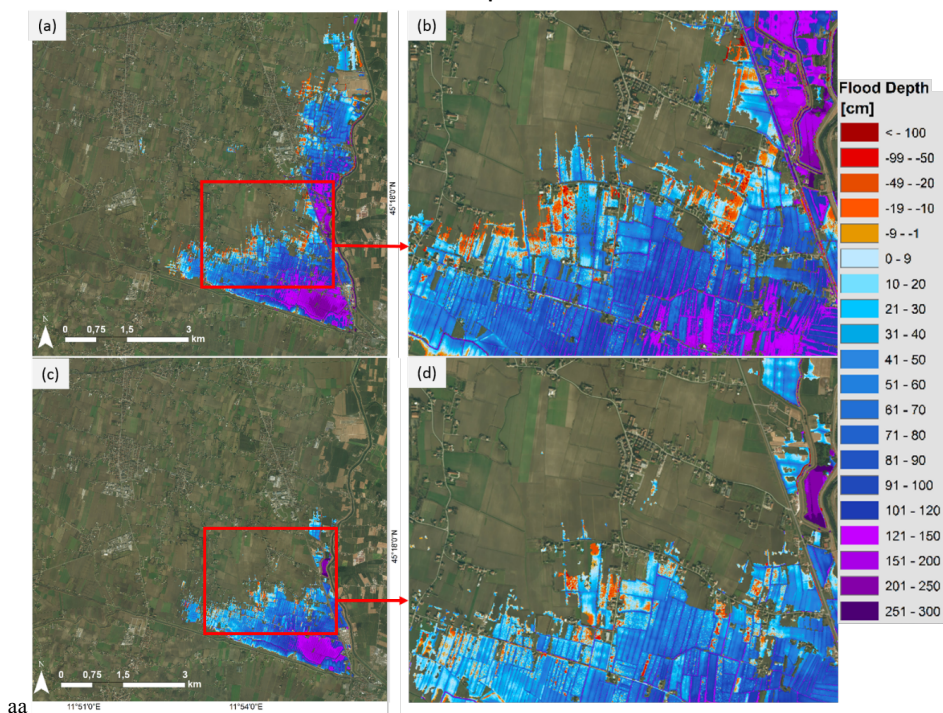 (a)
(b)
45°18'0"N
0 0,75 1,5 3
km
N
Flood Depth
[cm]
< - 100
-99 - -50
-49 - -20
-19 - -10
-9 - -1
0 - 9
10 - 20
21 - 30
31 - 40
41 - 50
51 - 60
61 - 70
71 - 80
81 - 90
91 - 100
101 - 120
121 - 150
151 - 200
201 - 250
251 - 300
(c)
(d)
45°18'0"N
0 0,75 1,5 3
km
N
aa
11°51'0"E 11°54'0"E